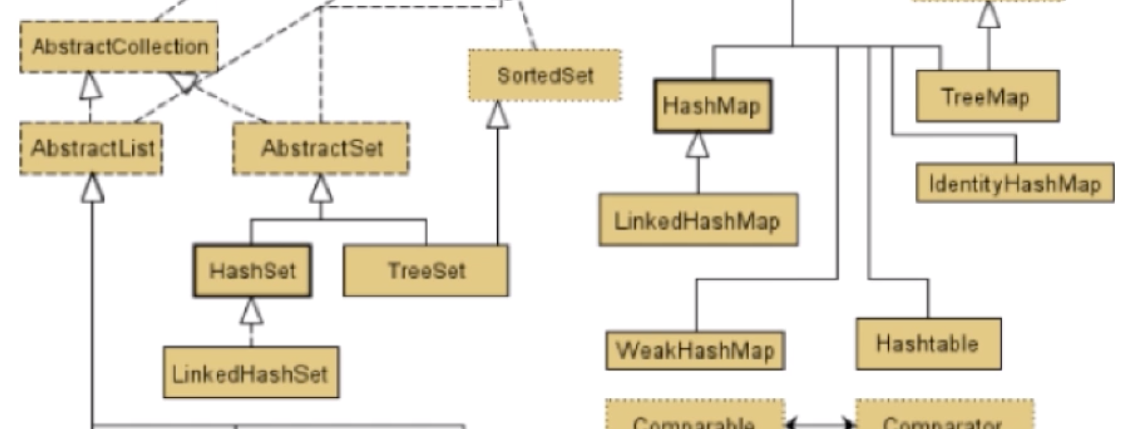 AbstractCollection
SortedSet
HashMap
TreeMap
AbstractList
AbstractSet
IdentityHashMap
LinkedHashMap
HashSet
TreeSet
WeakHashMap
Hashtable
LinkedHashSet
Comparable
Comparator